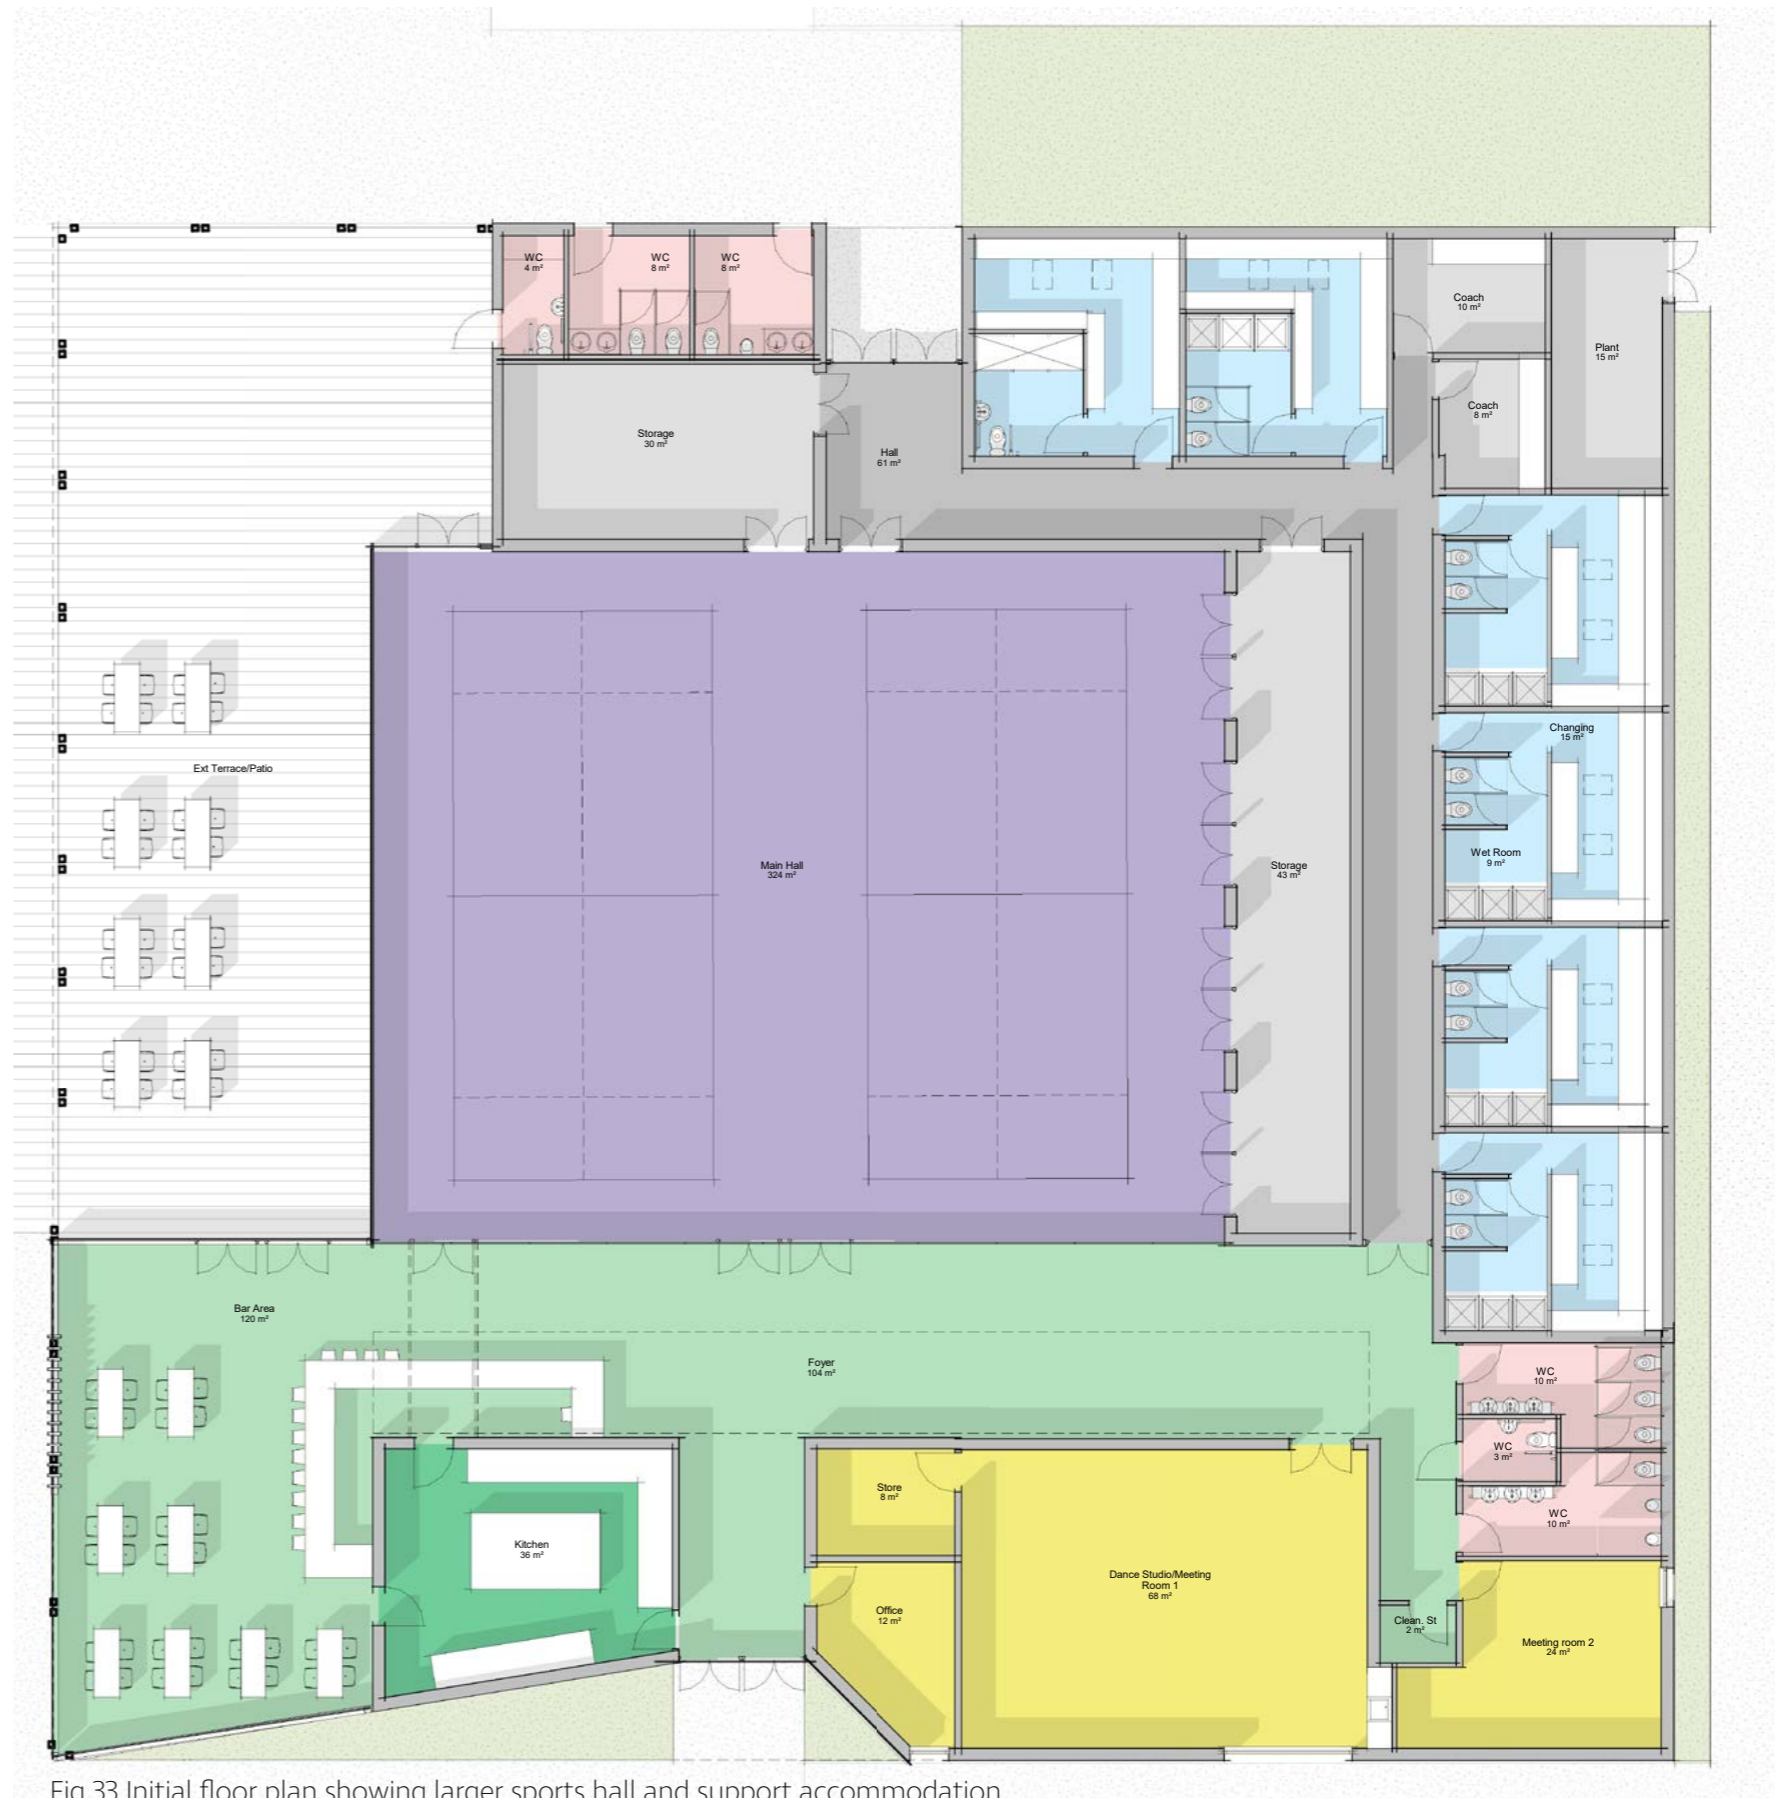 WC
4 m²
WC
8 m²
WC
8 m²
Coach
10 m²
Plant
15 m²
Coach
8 m²
Storage
30 m²
Hall
61 m²
Changing
15 m²
Ext Terrace/Patio
Wet Room
9 m²
Main Hall
324 m²
Storage
43 m²
Bar Area
120 m²
Foyer
104 m²
WC
10 m²
WC
3 m²
Store
8 m²
WC
10 m²
Kitchen
36 m²
Dance Studio/Meeting
Room 1
68 m²
Office
12 m²
Clean. St
2 m²
Meeting room 2
24 m²
Fig 33 Initial floor plan showing larger sports hall and support accommodation